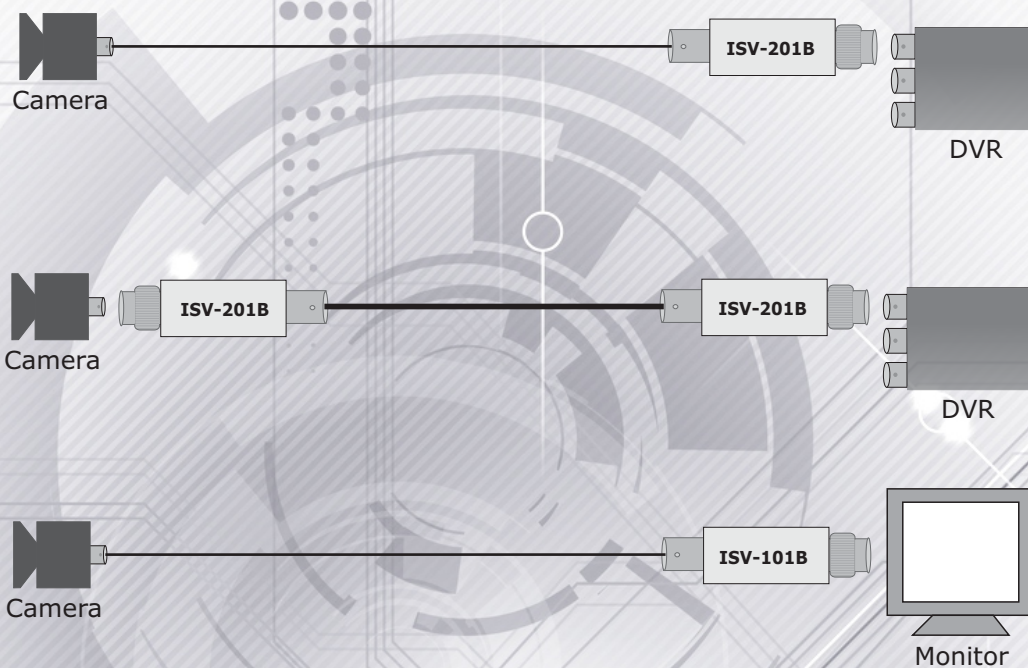 ISV-201B
Camera
DVR
ISV-201B
ISV-201B
Camera
DVR
ISV-101B
Camera
Monitor